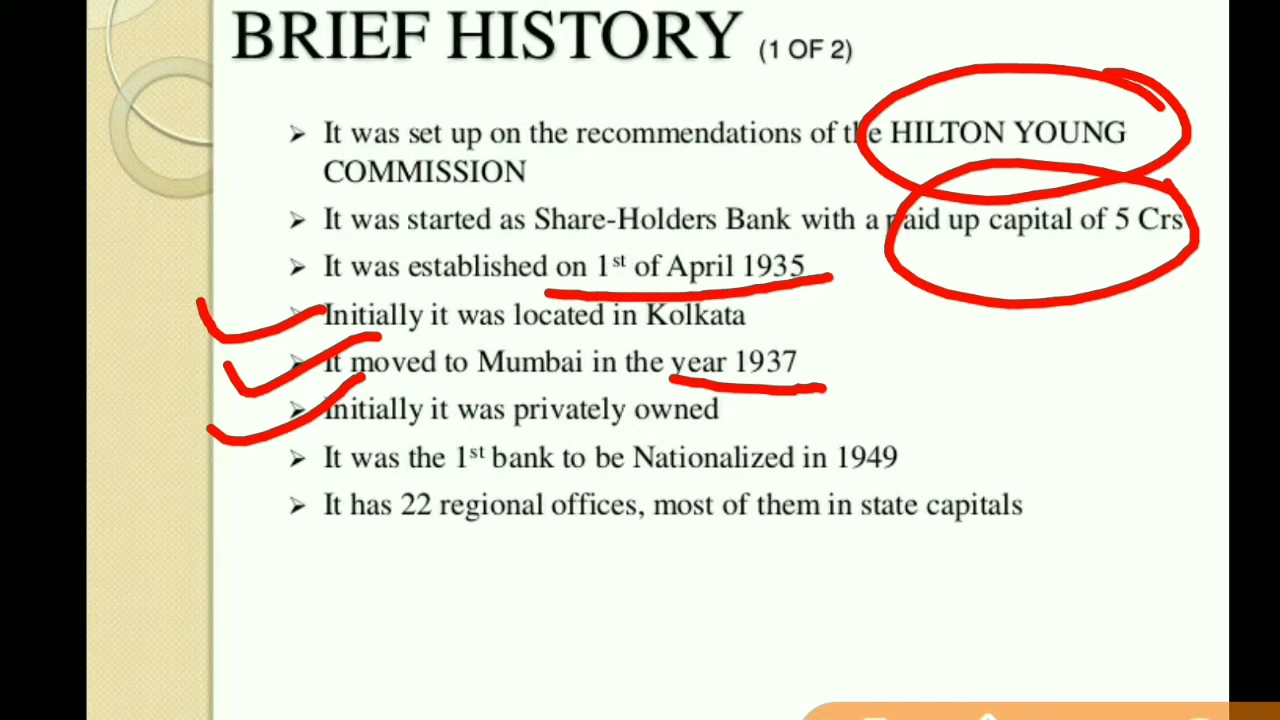 BRIEF HISTORY (1 OF 2)
➢ It was set up on the recommendations of the HILTON YOUNG
COMMISSION
➢ It was started as Share-Holders Bank with a paid up capital of 5 Crs
➢ It was established on 1st of April 1935
➢ Initially it was located in Kolkata
➢ It moved to Mumbai in the year 1937
➢ Initially it was privately owned
➢ It was the 1st bank to be Nationalized in 1949
➢ It has 22 regional offices, most of them in state capitals